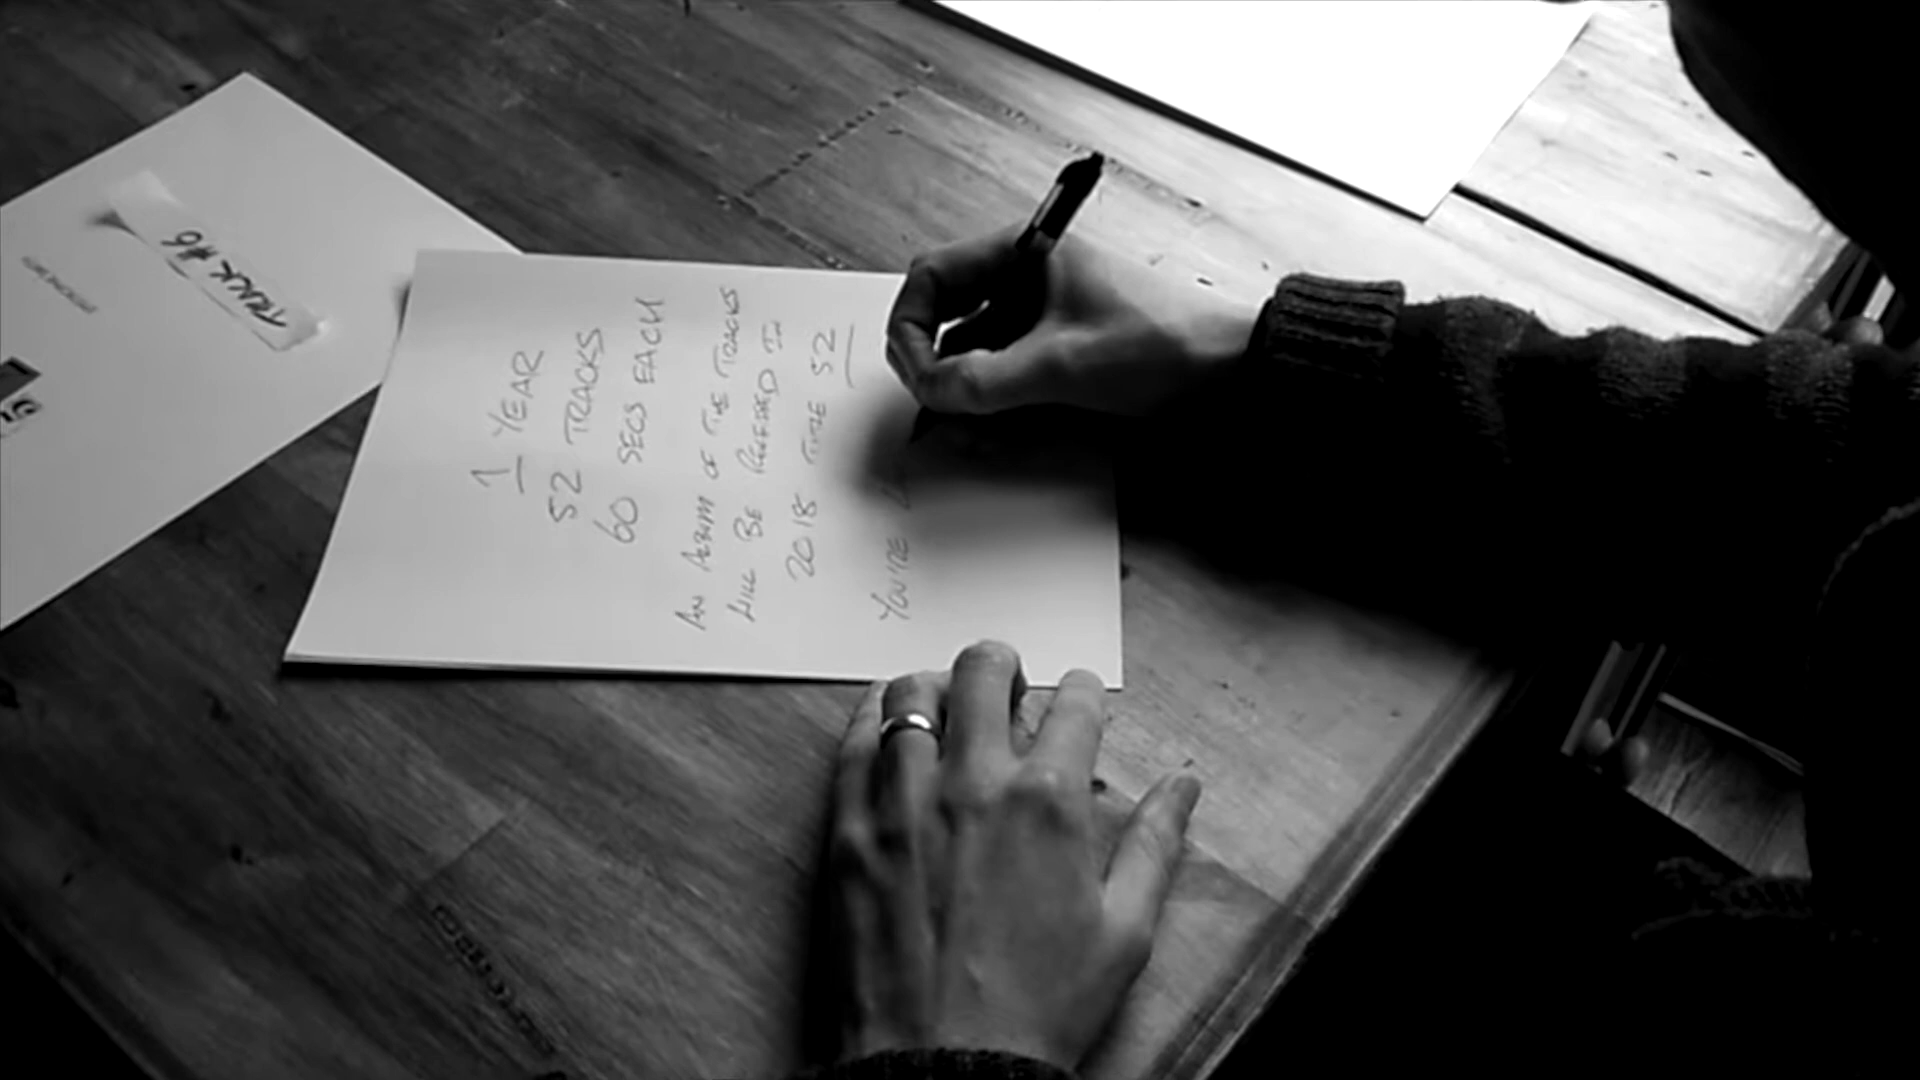 TRACK #6
1 YEAR
52 TRACKS
60 SECS EACH
AN ALBUM OF THE TRACKS
WILL BE RELEASED IN
2018 TITLE 52
YOU'RE